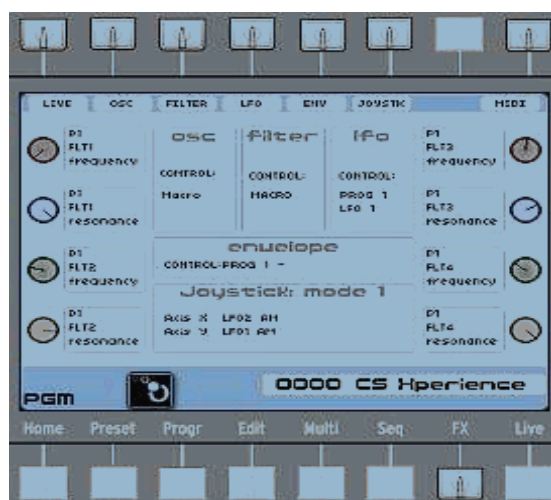 LIVE OSC FILTER LFO ENV JOYSTK MIDI
P1
FLT1
frequency
P1
FLT1
resonance
P1
FLT2
frequency
P1
FLT2
resonance
osc
CONTROL:
Macro
filter
CONTROL:
MACRO
lfo
CONTROL:
PROG 1
LFO 1
envelope
CONTROL:PROG 1 -
Joystick: mode 1
Axis X LFO2 AM
Axis Y LFO1 AM
P1
FLT3
frequency
P1
FLT3
resonance
P1
FLT4
frequency
P1
FLT4
resonance
PGM
0000 CS Xperience
Home Preset Progr Edit Multi Seq FX Live